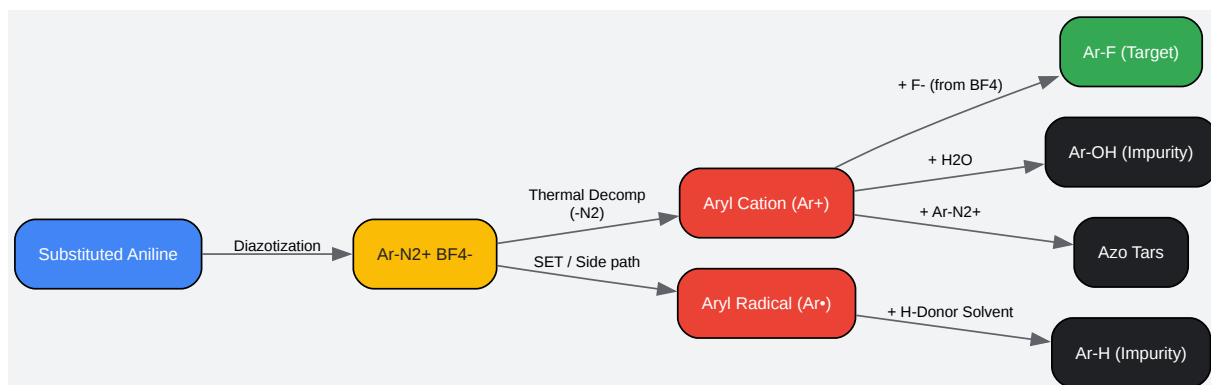 Substituted Aniline
Diazotization
Ar-N2+ BF4-
Thermal Decomp
(-N2)
SET / Side path
Aryl Cation (Ar+)
Aryl Radical (Ar•)
+ F- (from BF4)
+ H2O
+ Ar-N2+
+ H-Donor Solvent
Ar-F (Target)
Ar-OH (Impurity)
Azo Tars
Ar-H (Impurity)